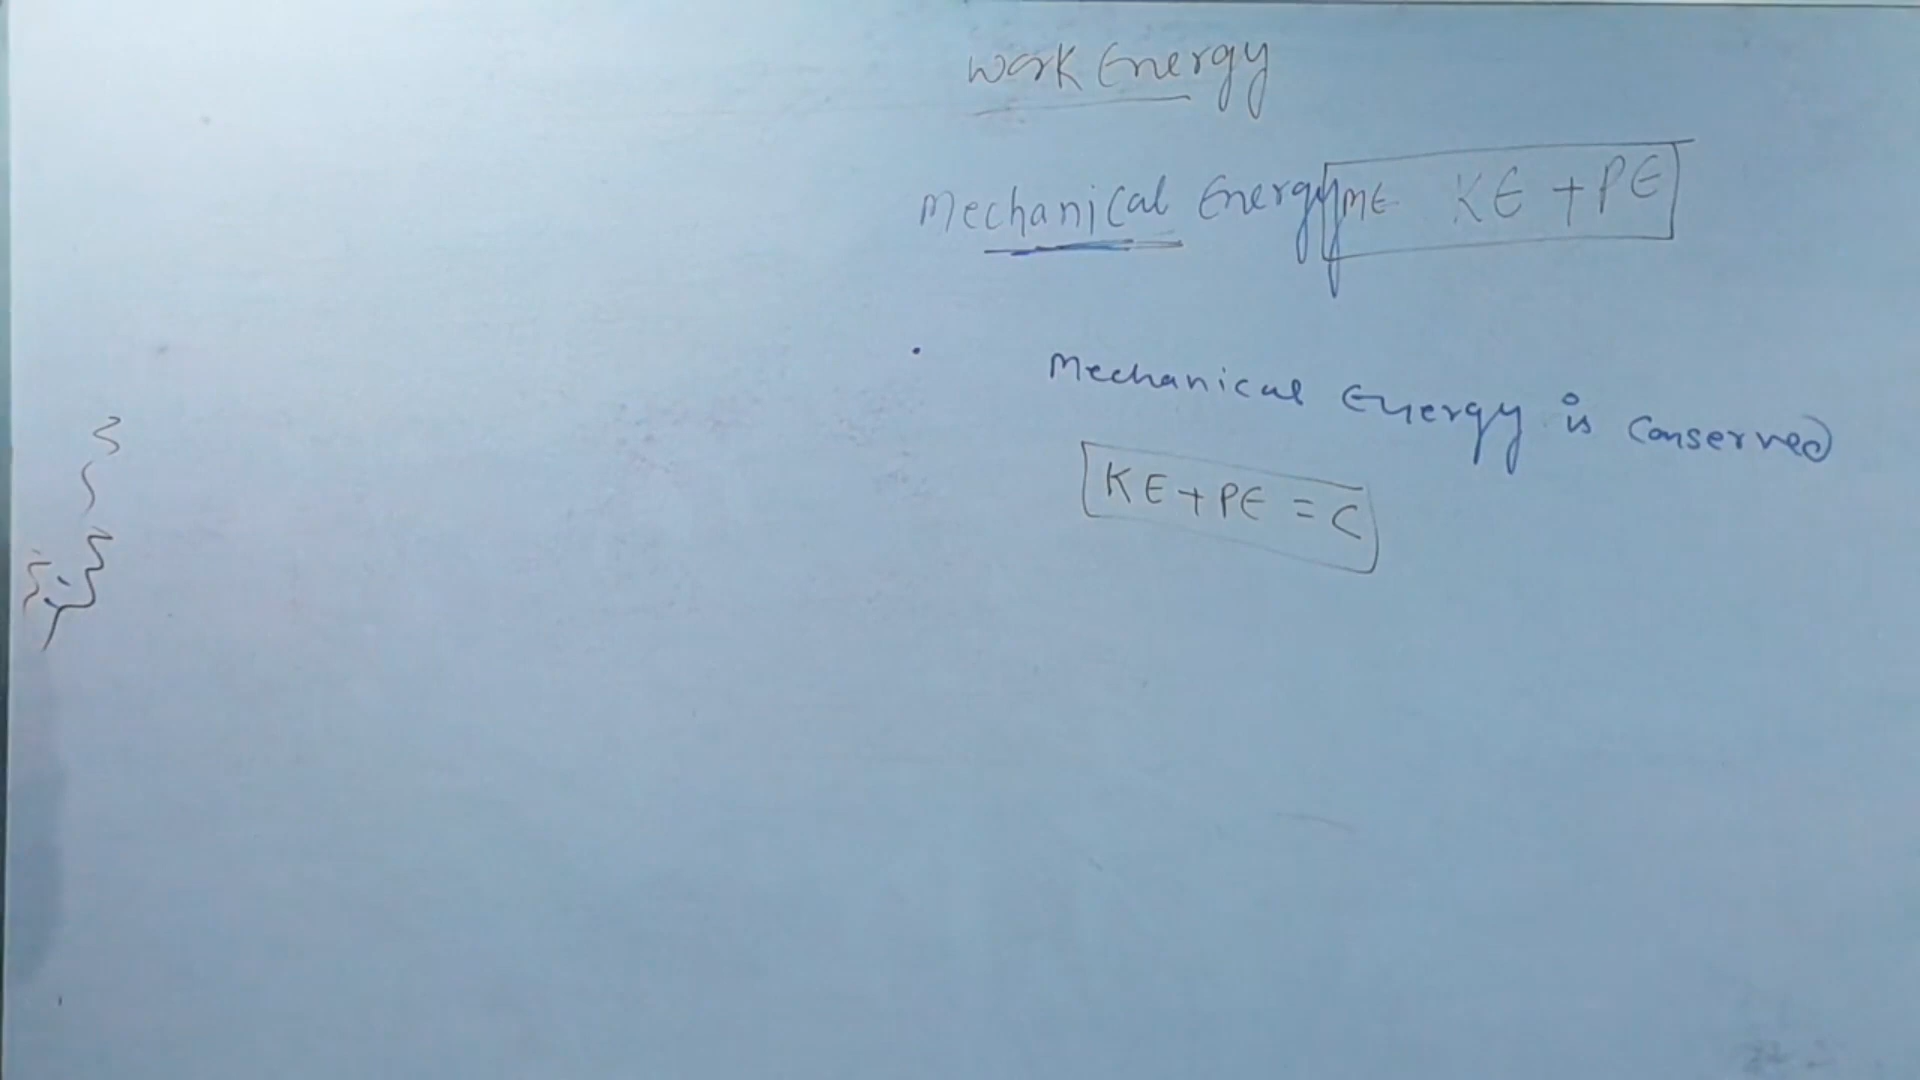 Work Energy
Mechanical Energy ME KE + PE
Mechanical Energy is Conserved
KE + PE = C